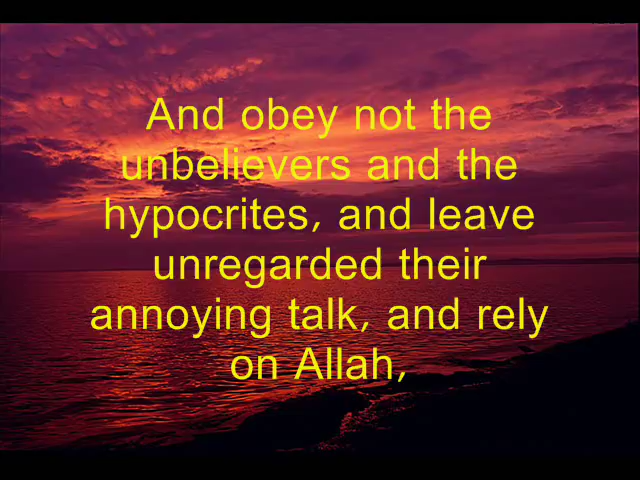 And obey not the
unbelievers and the
hypocrites, and leave
unregarded their
annoying talk, and rely
on Allah,